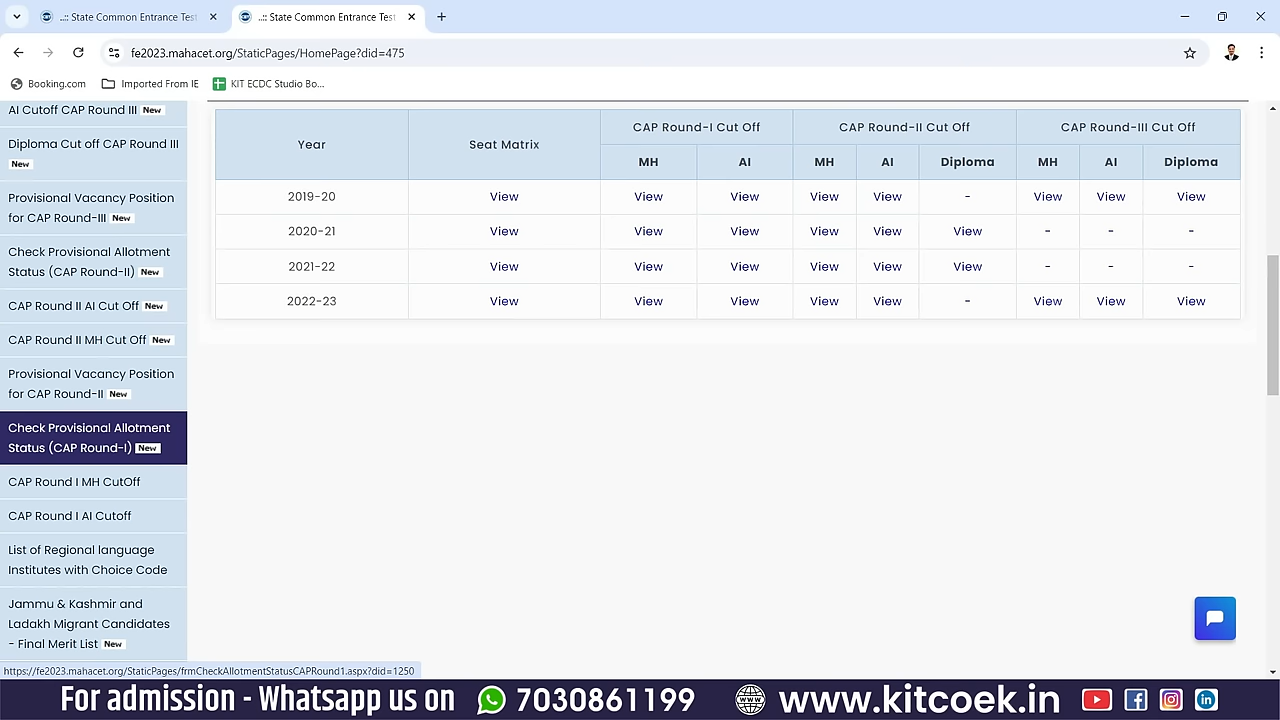 ..:: State Common Entrance Test
..:: State Common Entrance Test
fe2023.mahacet.org/StaticPages/HomePage?did=475
Booking.com
Imported From IE
KIT ECDC Studio Bo...
AI Cutoff CAP Round III New
Diploma Cut off CAP Round III
New
Provisional Vacancy Position
for CAP Round-III New
Check Provisional Allotment
Status (CAP Round-II) New
CAP Round II AI Cut Off New
CAP Round II MH Cut Off New
Provisional Vacancy Position
for CAP Round-II New
Check Provisional Allotment
Status (CAP Round-I) New
CAP Round I MH CutOff
CAP Round I AI Cutoff
List of Regional language
Institutes with Choice Code
Jammu & Kashmir and
Ladakh Migrant Candidates
- Final Merit List New
Year Seat Matrix CAP Round-I Cut Off CAP Round-II Cut Off CAP Round-III Cut Off
MH AI MH AI Diploma MH AI Diploma
2019-20 View View View View View - View View View
2020-21 View View View View View View - - -
2021-22 View View View View View View - - -
2022-23 View View View View View - View View View
https://fe2023.mahacet.org/StaticPages/frmCheckAllotmentStatusCAPRound1.aspx?did=1250
For admission - Whatsapp us on 7030861199 www.kitcoek.in